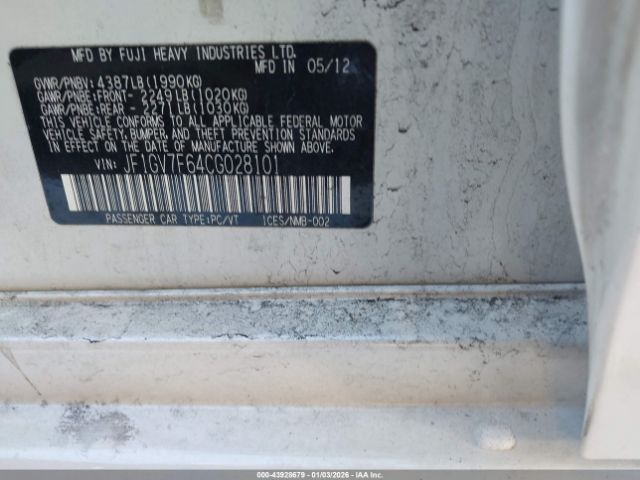 MFD BY FUJI HEAVY INDUSTRIES LTD.
MFD IN 05/12
GVWR/PNBV: 4387LB(1990KG)
GAWR/PNBE:FRONT- 2249LB(1020KG)
GAWR/PNBE:REAR - 2271LB(1030KG)
THIS VEHICLE CONFORMS TO ALL APPLICABLE FEDERAL MOTOR
VEHICLE SAFETY, BUMPER, AND THEFT PREVENTION STANDARDS
IN EFFECT ON THE DATE OF MANUFACTURE SHOWN ABOVE.
VIN: JF1GV7F64CG028101
PASSENGER CAR TYPE:PC/VT ICES/NMB-002
000-43928679 - 01/03/2026 - IAAI.COM